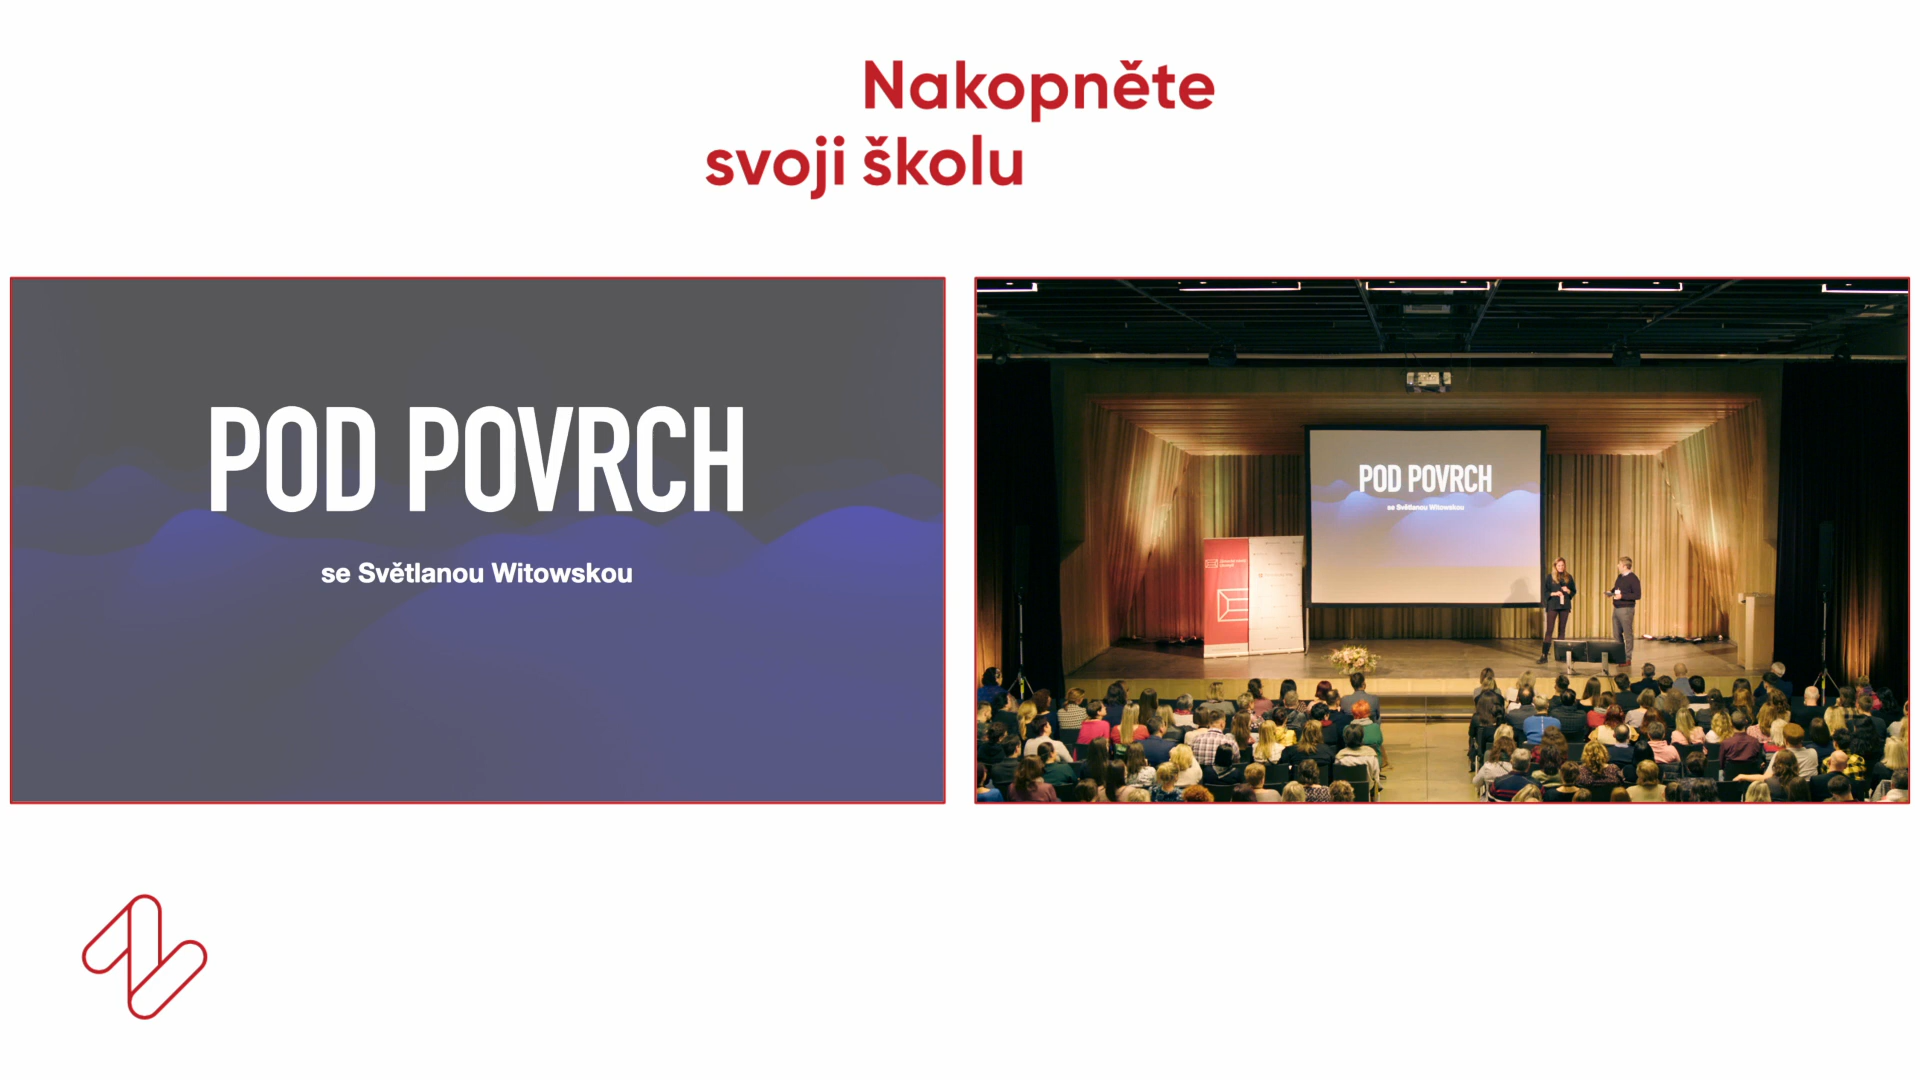 Nakopněte
svoji školu
POD POVRCH
se Světlanou Witowskou
POD POVRCH
se Světlanou Witowskou